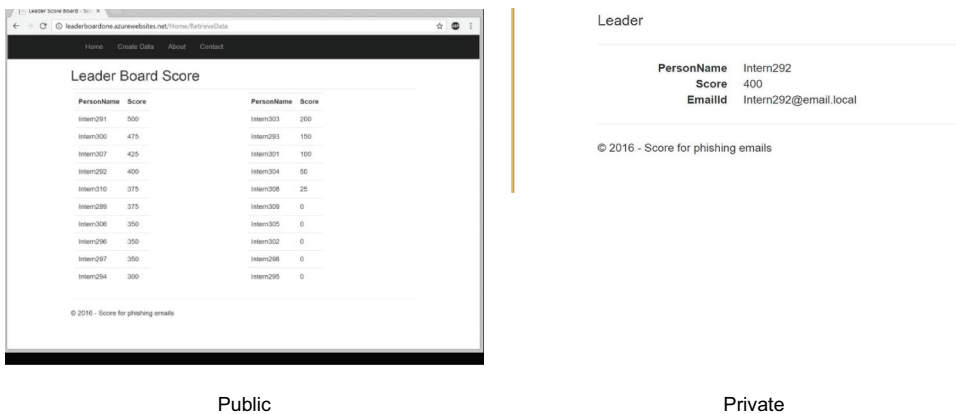 Leader Score Board - Sc
leaderboardone.azurewebsites.net/Home/RetrieveData
Home Create Data About Contact
Leader Board Score
PersonName Score
Intern291 500
Intern300 475
Intern307 425
Intern292 400
Intern310 375
Intern299 375
Intern306 350
Intern296 350
Intern297 350
Intern294 300
PersonName Score
Intern303 200
Intern293 150
Intern301 100
Intern304 50
Intern308 25
Intern309 0
Intern305 0
Intern302 0
Intern298 0
Intern295 0
© 2016 - Score for phishing emails
Public
Leader
PersonName Intern292
Score 400
EmailId Intern292@email.local
© 2016 - Score for phishing emails
Private